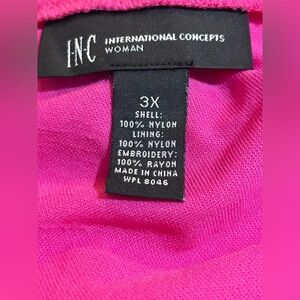 I·N·C INTERNATIONAL CONCEPTS
WOMAN
3X
SHELL:
100% NYLON
LINING:
100% NYLON
EMBROIDERY:
100% RAYON
MADE IN CHINA
WPL 8046